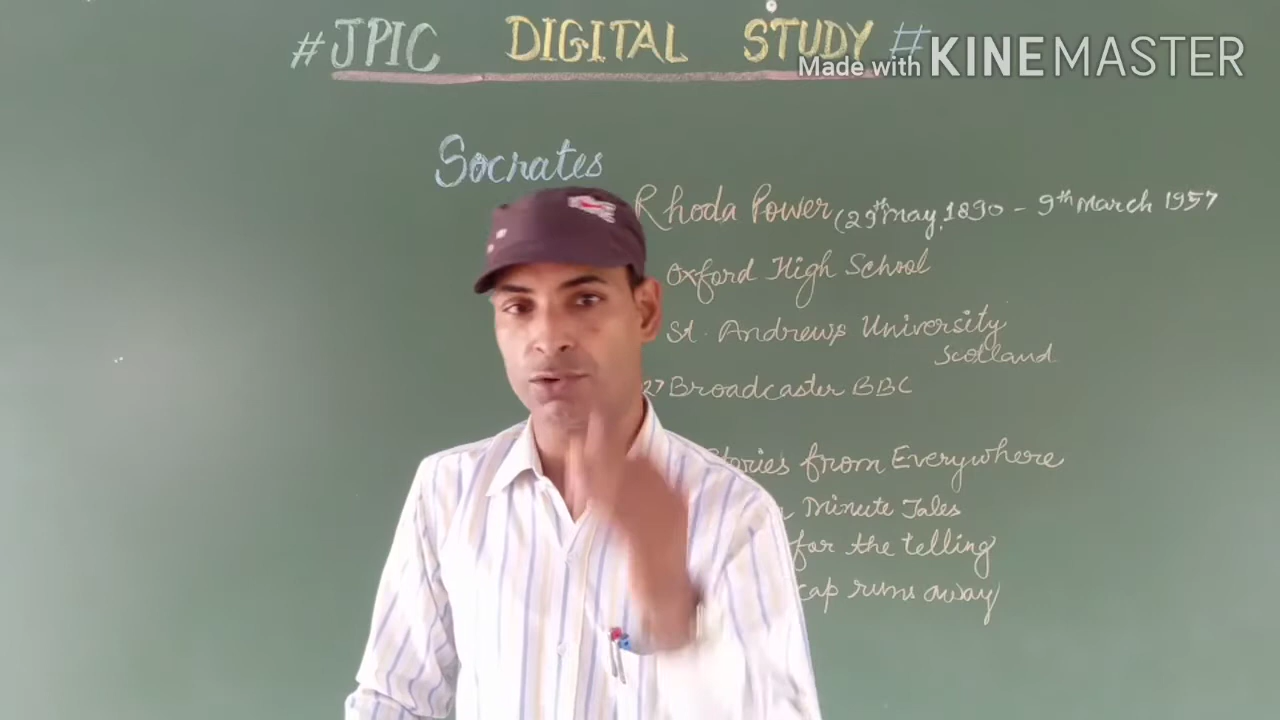 #JPIC DIGITAL STUDY #
Made with KINEMASTER
Socrates
Rhoda Power (29th May, 1890 - 9th March 1957
Oxford High School
St. Andrews University
Scotland
27 Broadcaster BBC
Stories from Everywhere
Minute Tales
for the telling
cap runs away